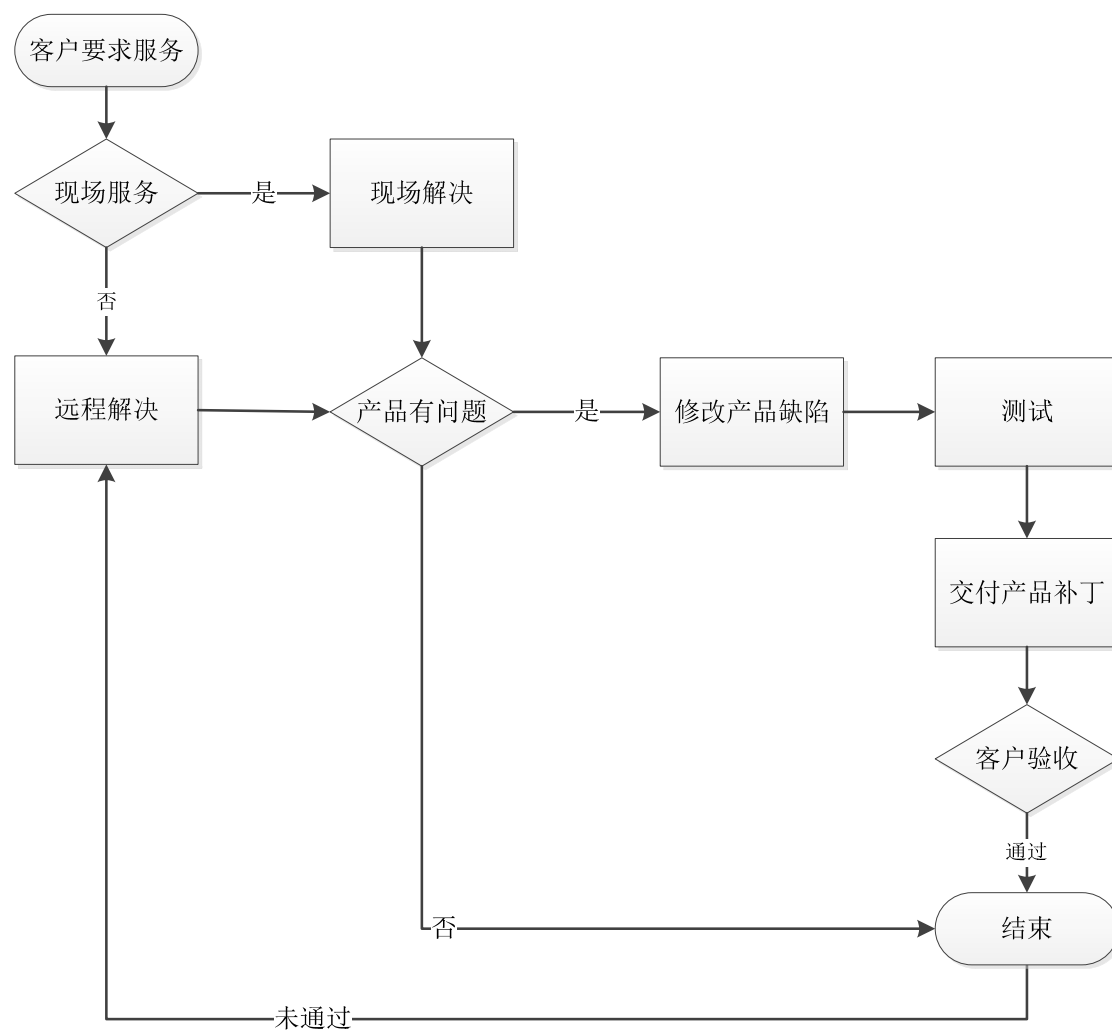 客户要求服务
现场服务
是
现场解决
否
远程解决
产品有问题
是
修改产品缺陷
测试
交付产品补丁
客户验收
通过
否
结束
未通过